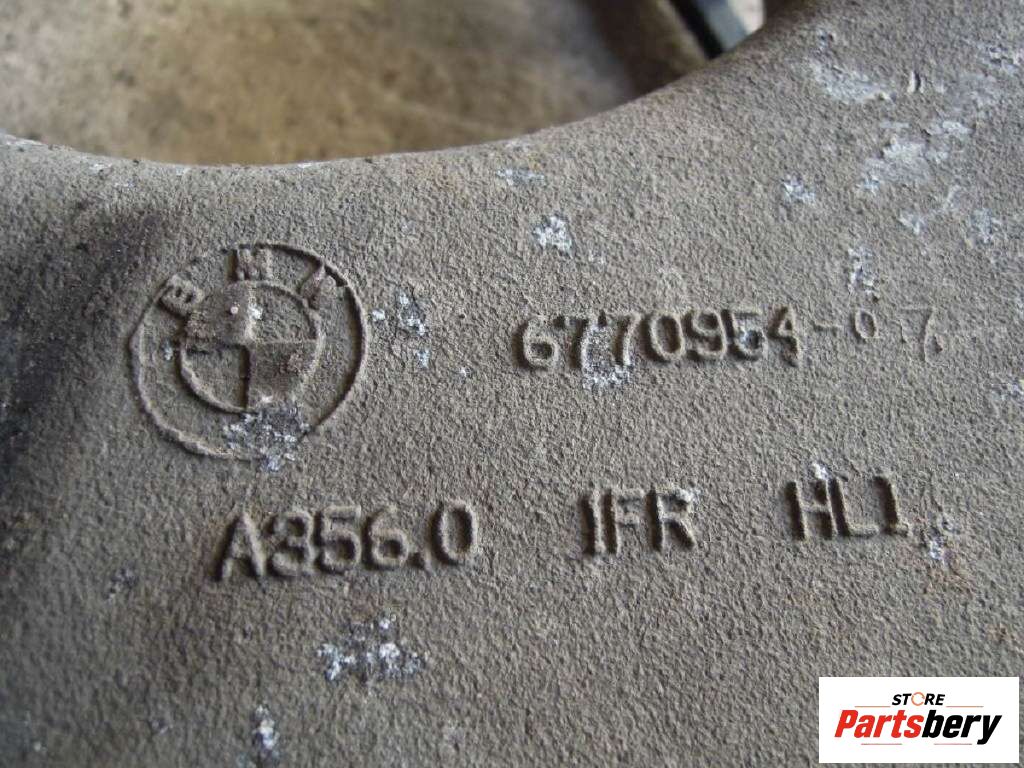 BMW
6770954-07
A356.0 IFR HL1
STORE
Partsbery